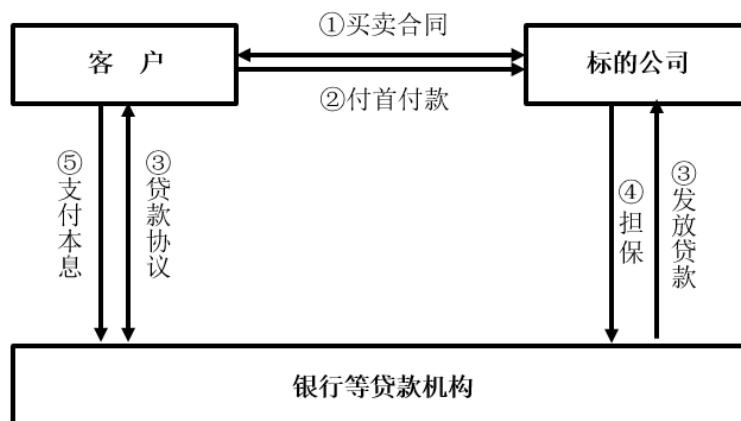 ①买卖合同
客 户
标的公司
②付首付款
⑤支付本息
③贷款协议
④担保
③发放贷款
银行等贷款机构